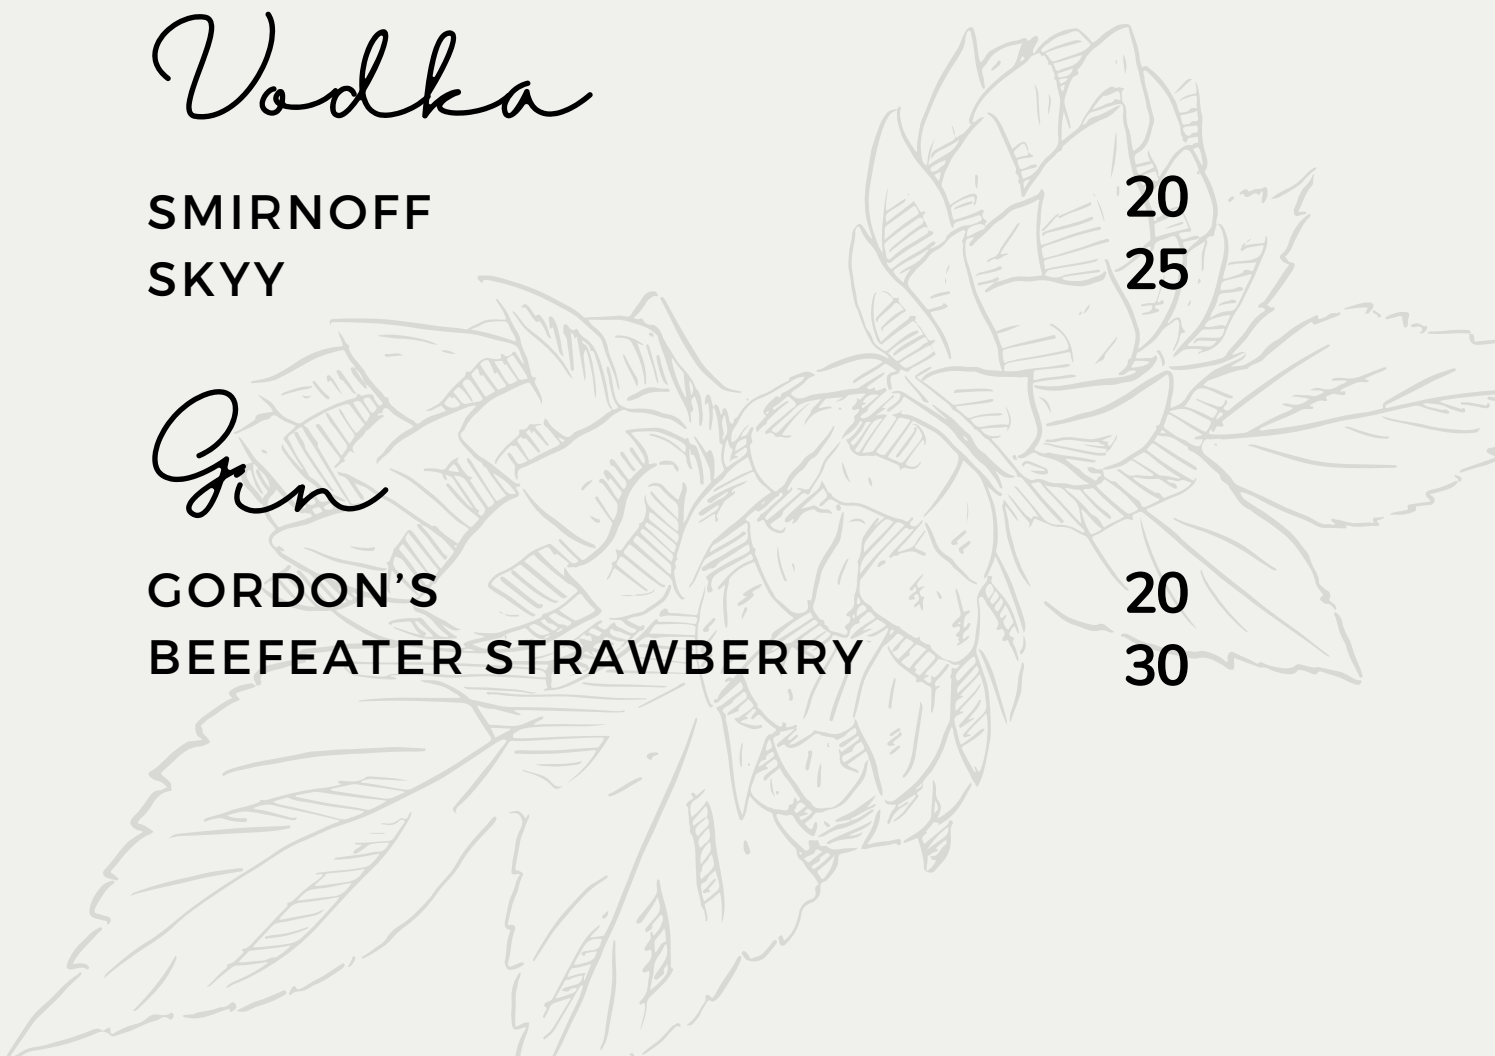 Vodka
SMIRNOFF 20
SKYY 25
Gin
GORDON’S 20
BEEFEATER STRAWBERRY 30